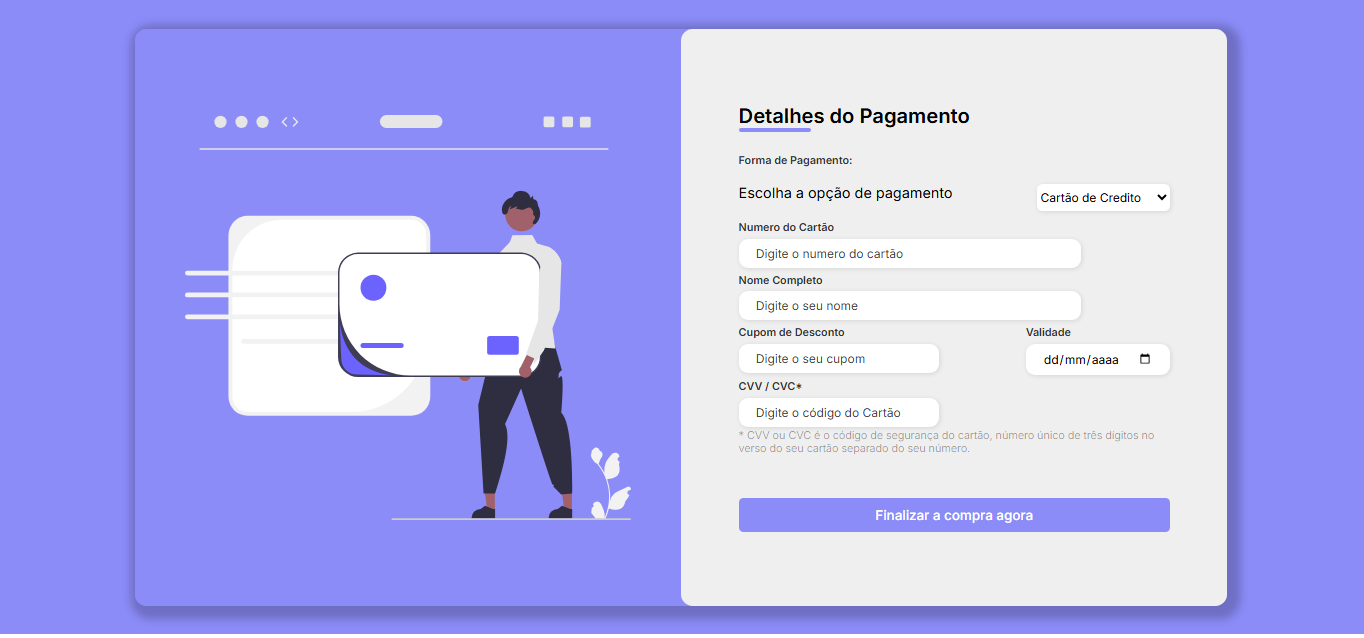 Detalhes do Pagamento
Forma de Pagamento:
Escolha a opção de pagamento
Cartão de Credito
Numero do Cartão
Digite o numero do cartão
Nome Completo
Digite o seu nome
Cupom de Desconto
Validade
Digite o seu cupom
dd/mm/aaaa
CVV / CVC*
Digite o código do Cartão
* CVV ou CVC é o código de segurança do cartão, número único de três digitos no
verso do seu cartão separado do seu número.
Finalizar a compra agora